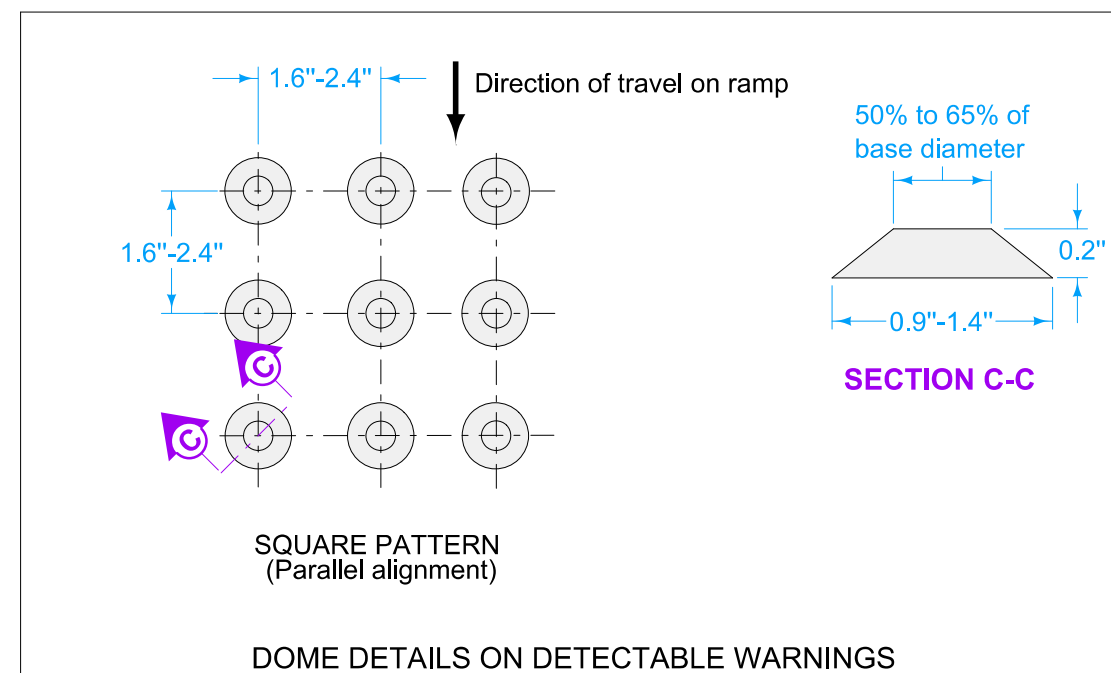 1.6"-2.4"
Direction of travel on ramp
50% to 65% of
base diameter
1.6"-2.4"
0.2"
0.9"-1.4"
SECTION C-C
C
C
SQUARE PATTERN
(Parallel alignment)
DOME DETAILS ON DETECTABLE WARNINGS